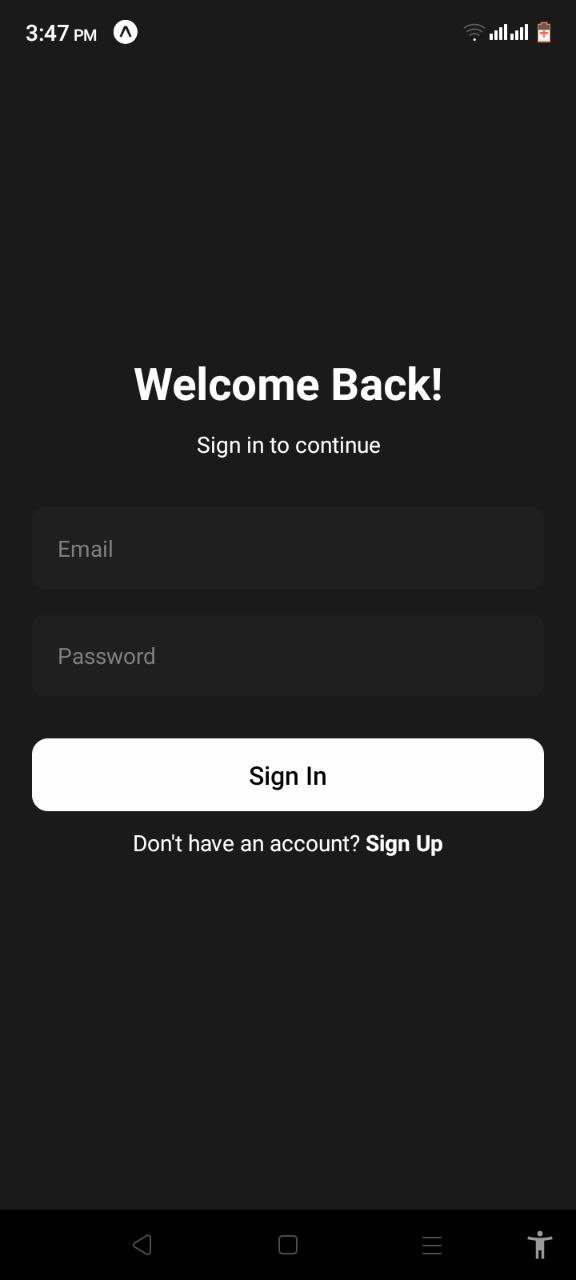 3:47 PM
Welcome Back!
Sign in to continue
Email
Password
Sign In
Don't have an account? Sign Up